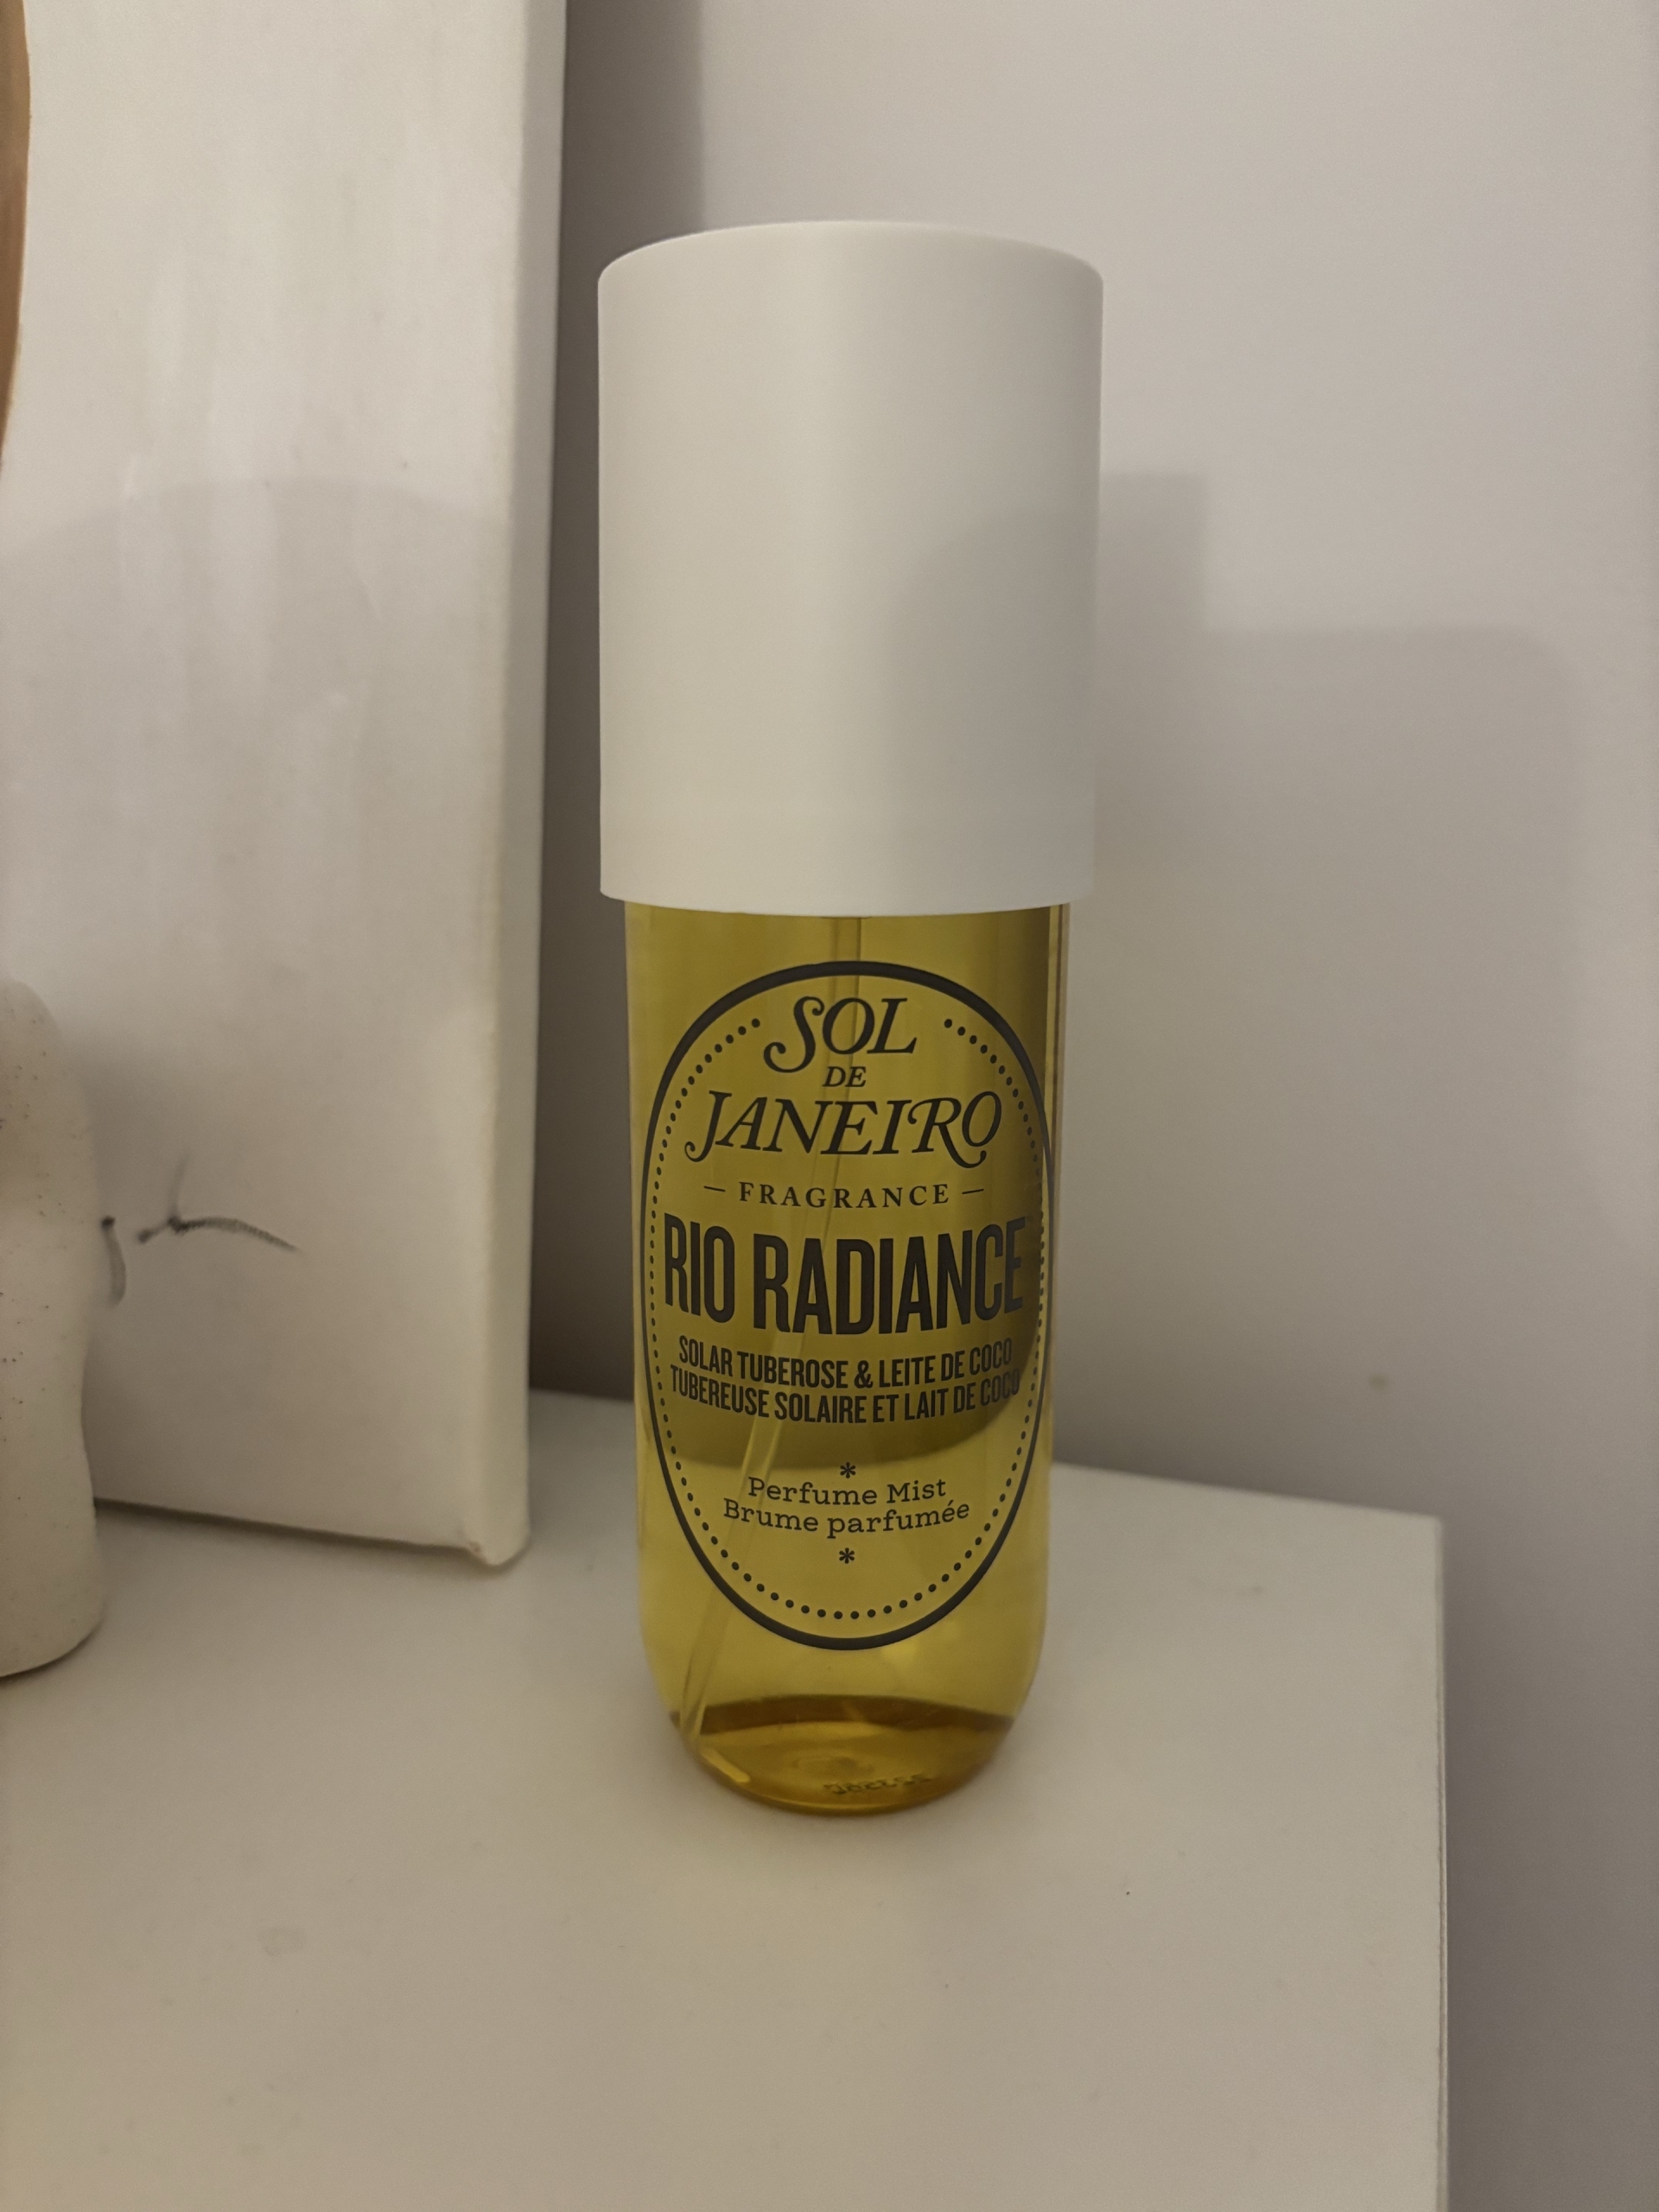 SOL
DE
JANEIRO
— FRAGRANCE —
RIO RADIANCE
SOLAR TUBEROSE & LEITE DE COCO
TUBEREUSE SOLAIRE ET LAIT DE COCO
*
Perfume Mist
Brume parfumée
*